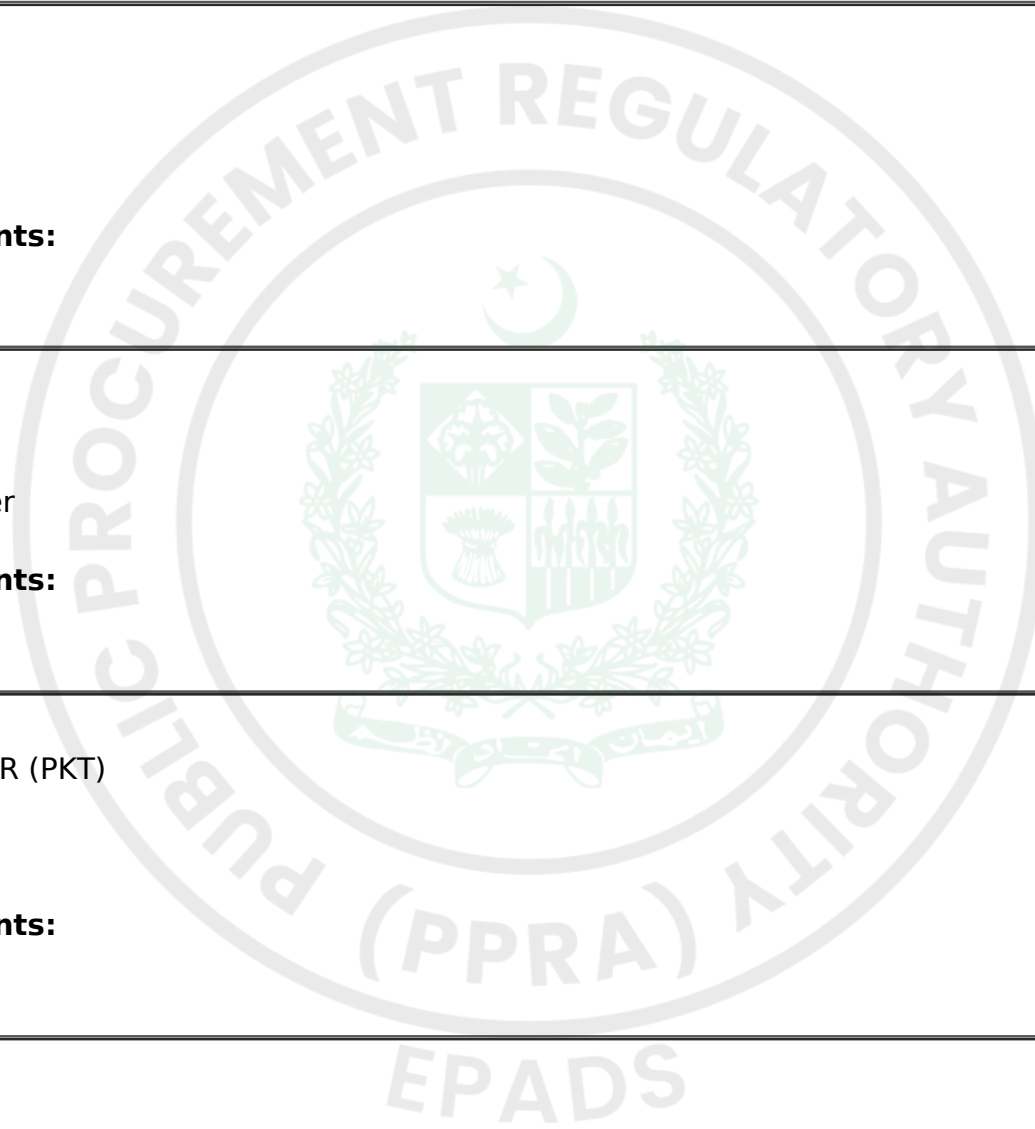 PUBLIC PROCUREMENT REGULATORY AUTHORITY
nts:
er
nts:
R (PKT)
nts:
(PPRA)
EPADS